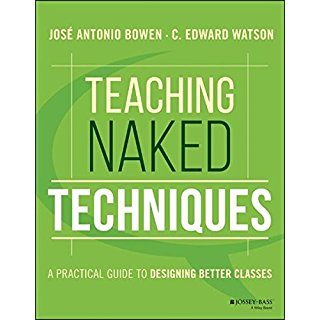 JOSÉ ANTONIO BOWEN • C. EDWARD WATSON
TEACHING
NAKED
TECHNIQUES
A PRACTICAL GUIDE TO DESIGNING BETTER CLASSES
JOSSEY-BASS
A Wiley Brand